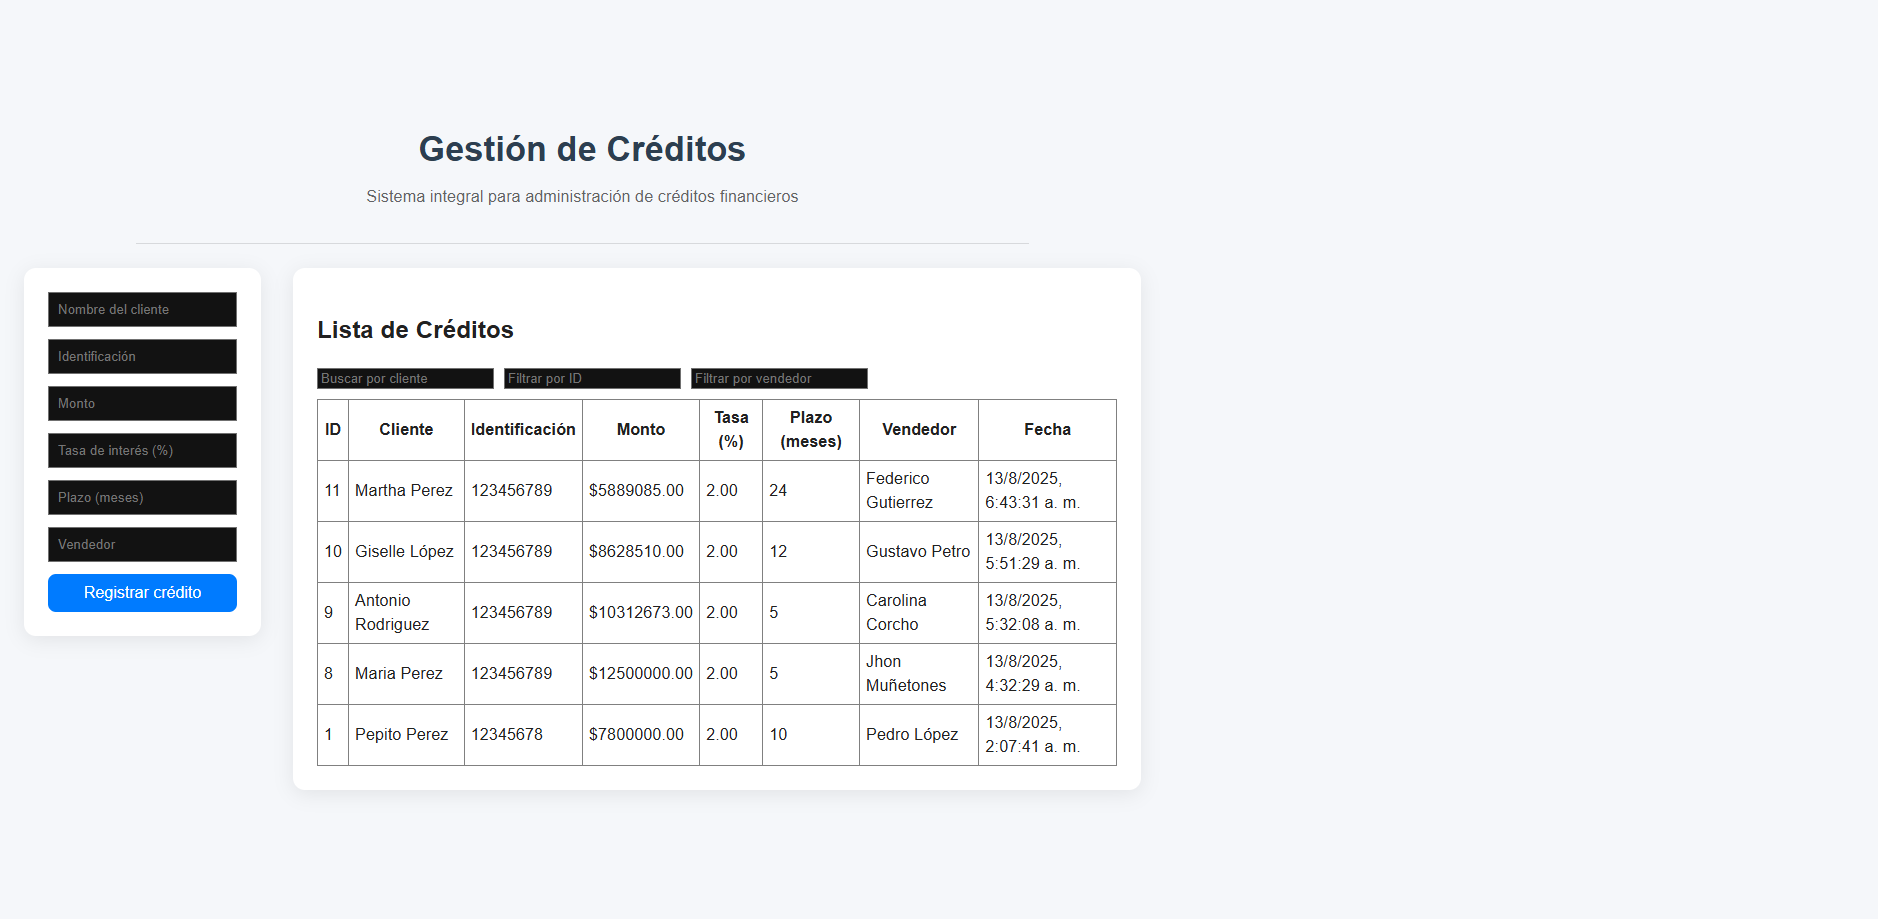 Gestión de Créditos
Sistema integral para administración de créditos financieros
Nombre del cliente
Identificación
Monto
Tasa de interés (%)
Plazo (meses)
Vendedor
Registrar crédito
Lista de Créditos
Buscar por cliente Filtrar por ID Filtrar por vendedor
ID Cliente Identificación Monto Tasa (%) Plazo (meses) Vendedor Fecha
11 Martha Perez 123456789 $5889085.00 2.00 24 Federico Gutierrez 13/8/2025, 6:43:31 a. m.
10 Giselle López 123456789 $8628510.00 2.00 12 Gustavo Petro 13/8/2025, 5:51:29 a. m.
9 Antonio Rodriguez 123456789 $10312673.00 2.00 5 Carolina Corcho 13/8/2025, 5:32:08 a. m.
8 Maria Perez 123456789 $12500000.00 2.00 5 Jhon Muñetones 13/8/2025, 4:32:29 a. m.
1 Pepito Perez 12345678 $7800000.00 2.00 10 Pedro López 13/8/2025, 2:07:41 a. m.